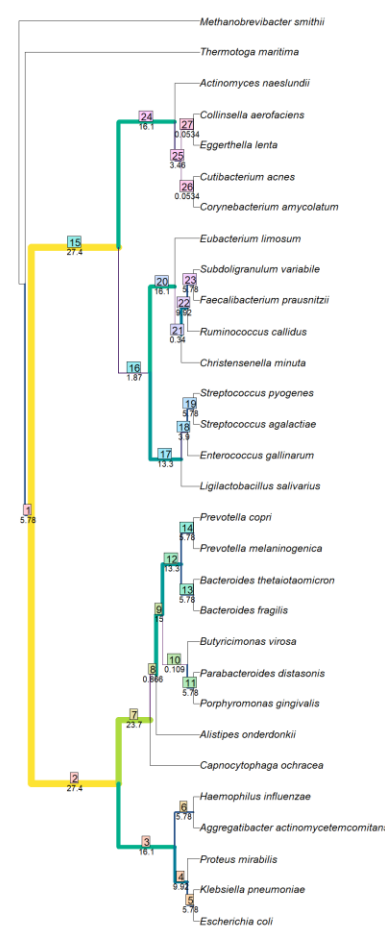 Methanobrevibacter smithii
Thermotoga maritima
Actinomyces naeslundii
24
16.1
Collinsella aerofaciens
27
0.0534
Eggerthella lenta
25
3.46
Cutibacterium acnes
26
0.0534
Corynebacterium amycolatum
15
27.4
Eubacterium limosum
Subdoligranulum variabile
20
16.1
23
5.78
Faecalibacterium prausnitzii
22
9.92
Ruminococcus callidus
21
0.34
Christensenella minuta
16
1.87
Streptococcus pyogenes
19
5.78
Streptococcus agalactiae
18
3.9
Enterococcus gallinarum
17
13.3
Ligilactobacillus salivarius
1
5.78
Prevotella copri
14
5.78
Prevotella melaninogenica
12
13.3
Bacteroides thetaiotaomicron
13
5.78
Bacteroides fragilis
9
15
Butyricimonas virosa
10
0.109
Parabacteroides distasonis
8
0.866
11
5.78
Porphyromonas gingivalis
7
23.7
Alistipes onderdonkii
Capnocytophaga ochracea
2
27.4
Haemophilus influenzae
6
5.78
Aggregatibacter actinomycetemcomitans
3
16.1
Proteus mirabilis
4
9.92
Klebsiella pneumoniae
5
5.78
Escherichia coli